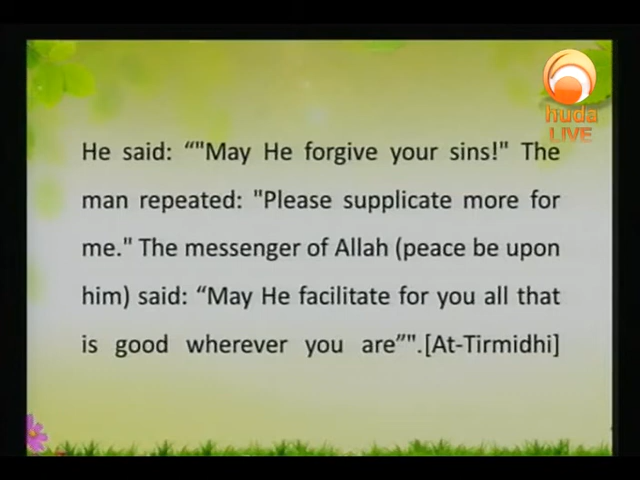 huda
LIVE
He said: “"May He forgive your sins!" The
man repeated: "Please supplicate more for
me." The messenger of Allah (peace be upon
him) said: “May He facilitate for you all that
is good wherever you are”".[At-Tirmidhi]